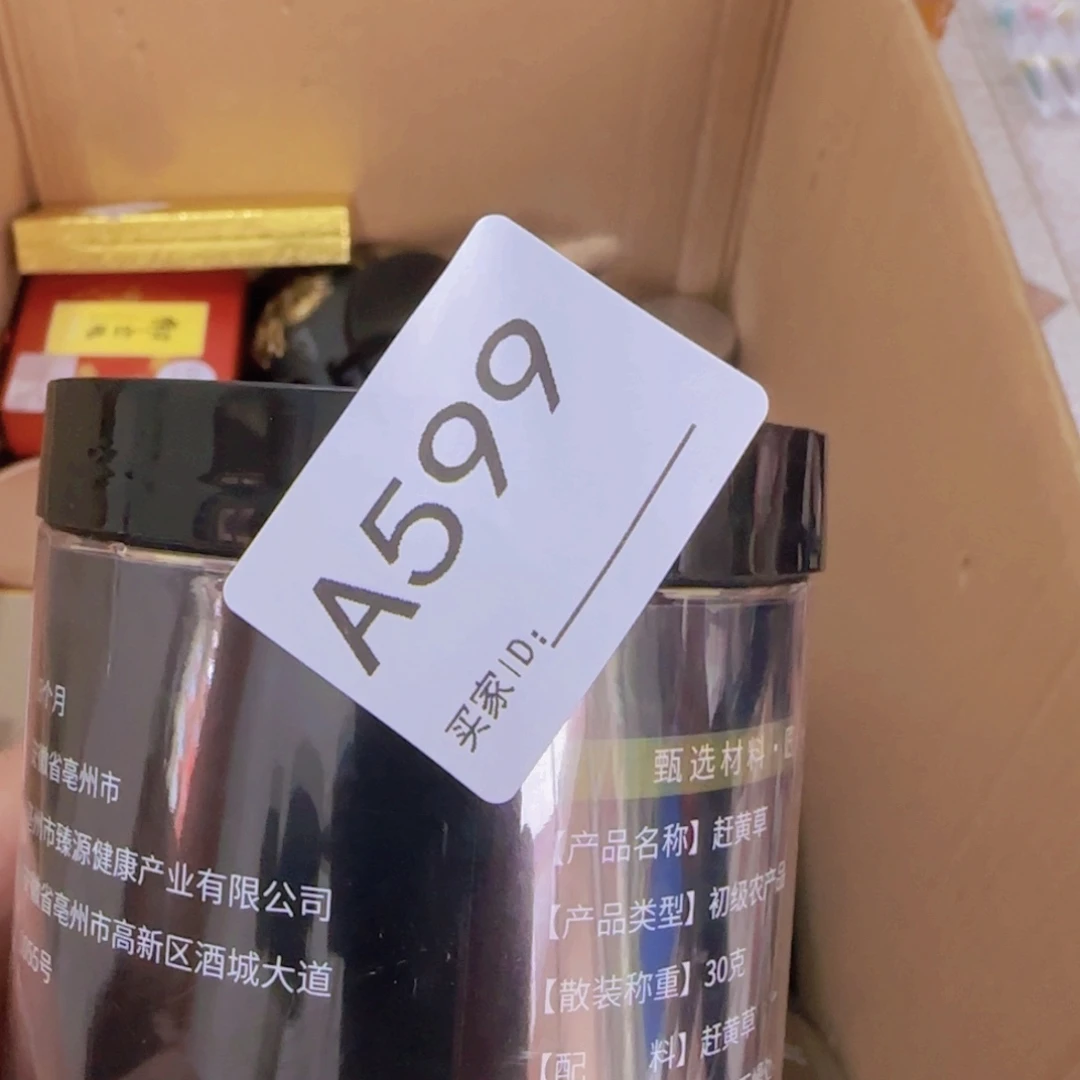 A599
买家ID:
个月
省亳州市
州市臻源健康产业有限公司
省亳州市高新区酒城大道
号
甄选材料·
【产品名称】赶黄草
【产品类型】初级农产品
【散装称重】30克
【配 料】赶黄草